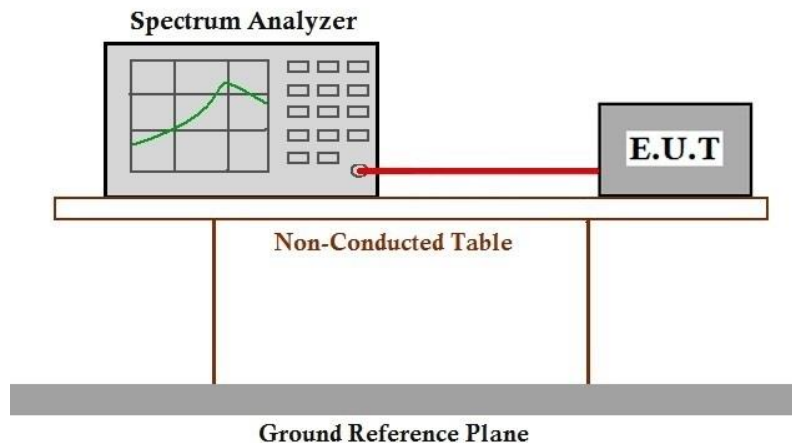 Spectrum Analyzer
E.U.T
Non-Conducted Table
Ground Reference Plane